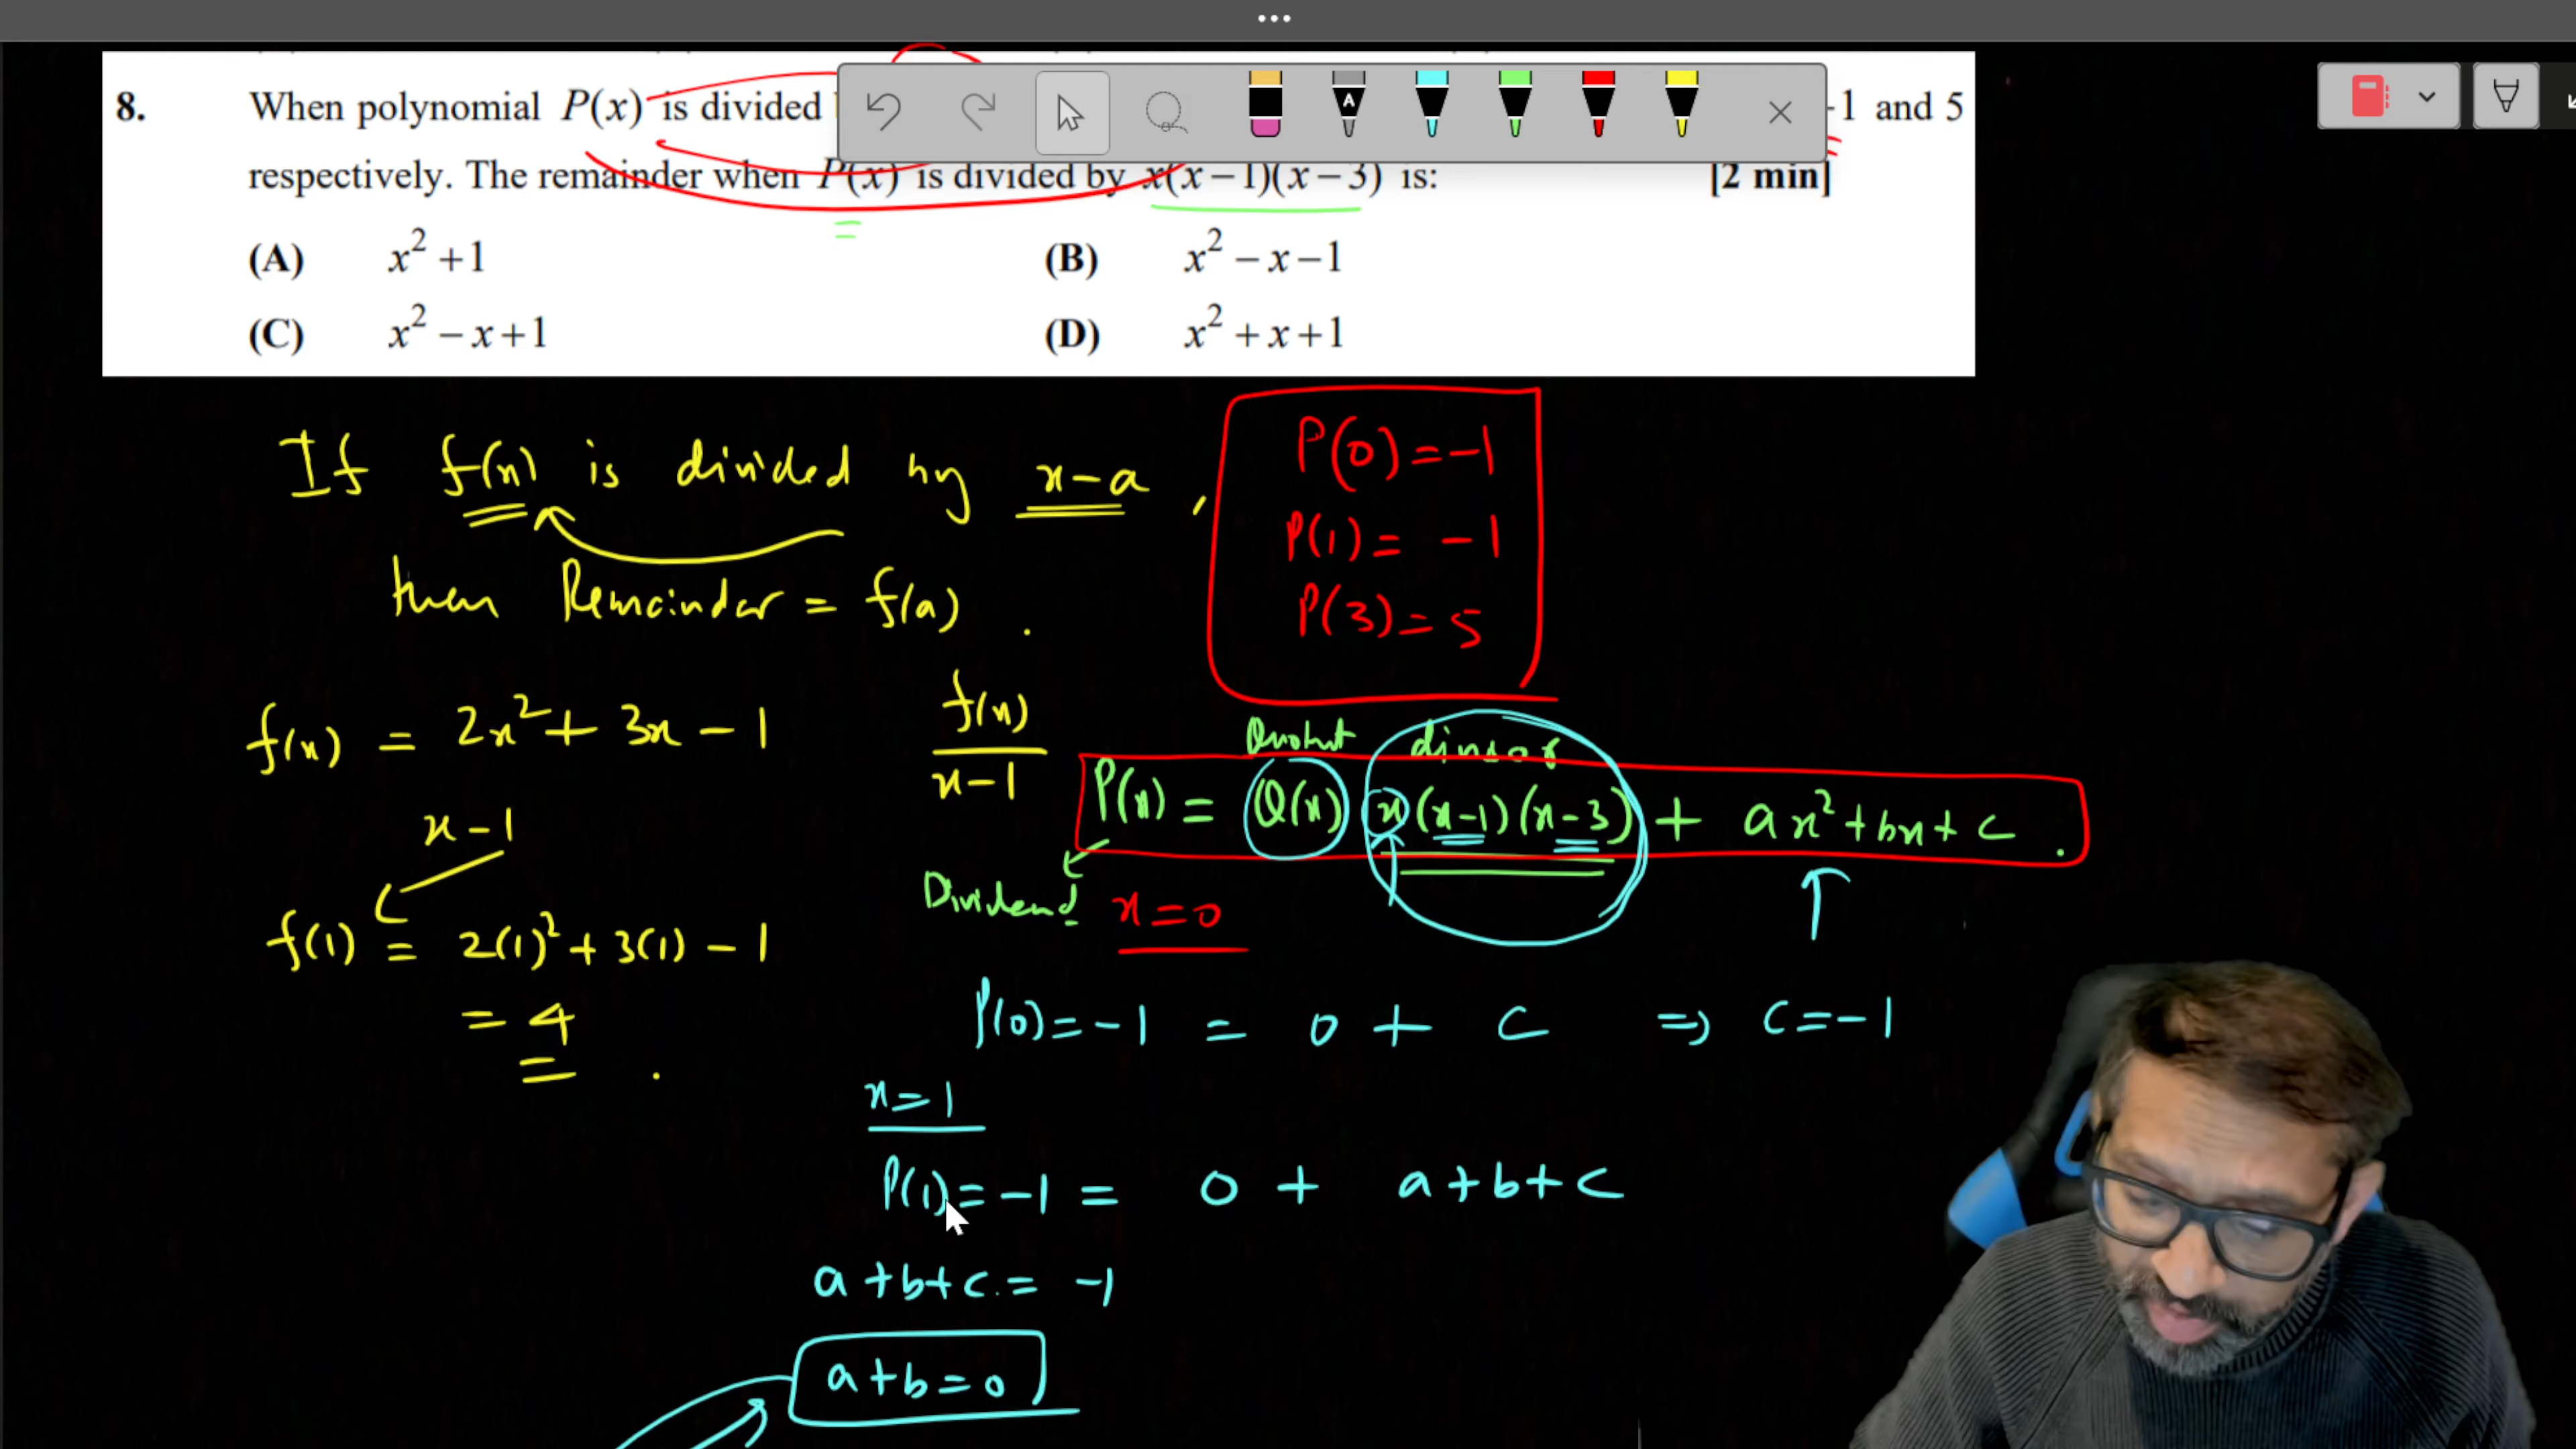 8. When polynomial P(x) is divided -1 and 5
respectively. The remainder when P(x) is divided by x(x-1)(x-3) is: [2 min]
(A) x²+1 (B) x²-x-1
(C) x²-x+1 (D) x²+x+1
If f(x) is divided by x-a,
then Remainder = f(a).
P(0)=-1
P(1)= -1
P(3)=5
f(x) = 2x²+3x-1
x-1
f(1) = 2(1)²+3(1)-1
= 4.
f(x)
x-1
Quotient divisor
P(x) = Q(x) x(x-1)(x-3) + ax²+bx+c.
Dividend x=0
P(0)=-1 = 0 + c ⇒ c=-1
x=1
P(1)=-1 = 0 + a+b+c
a+b+c = -1
a+b=0